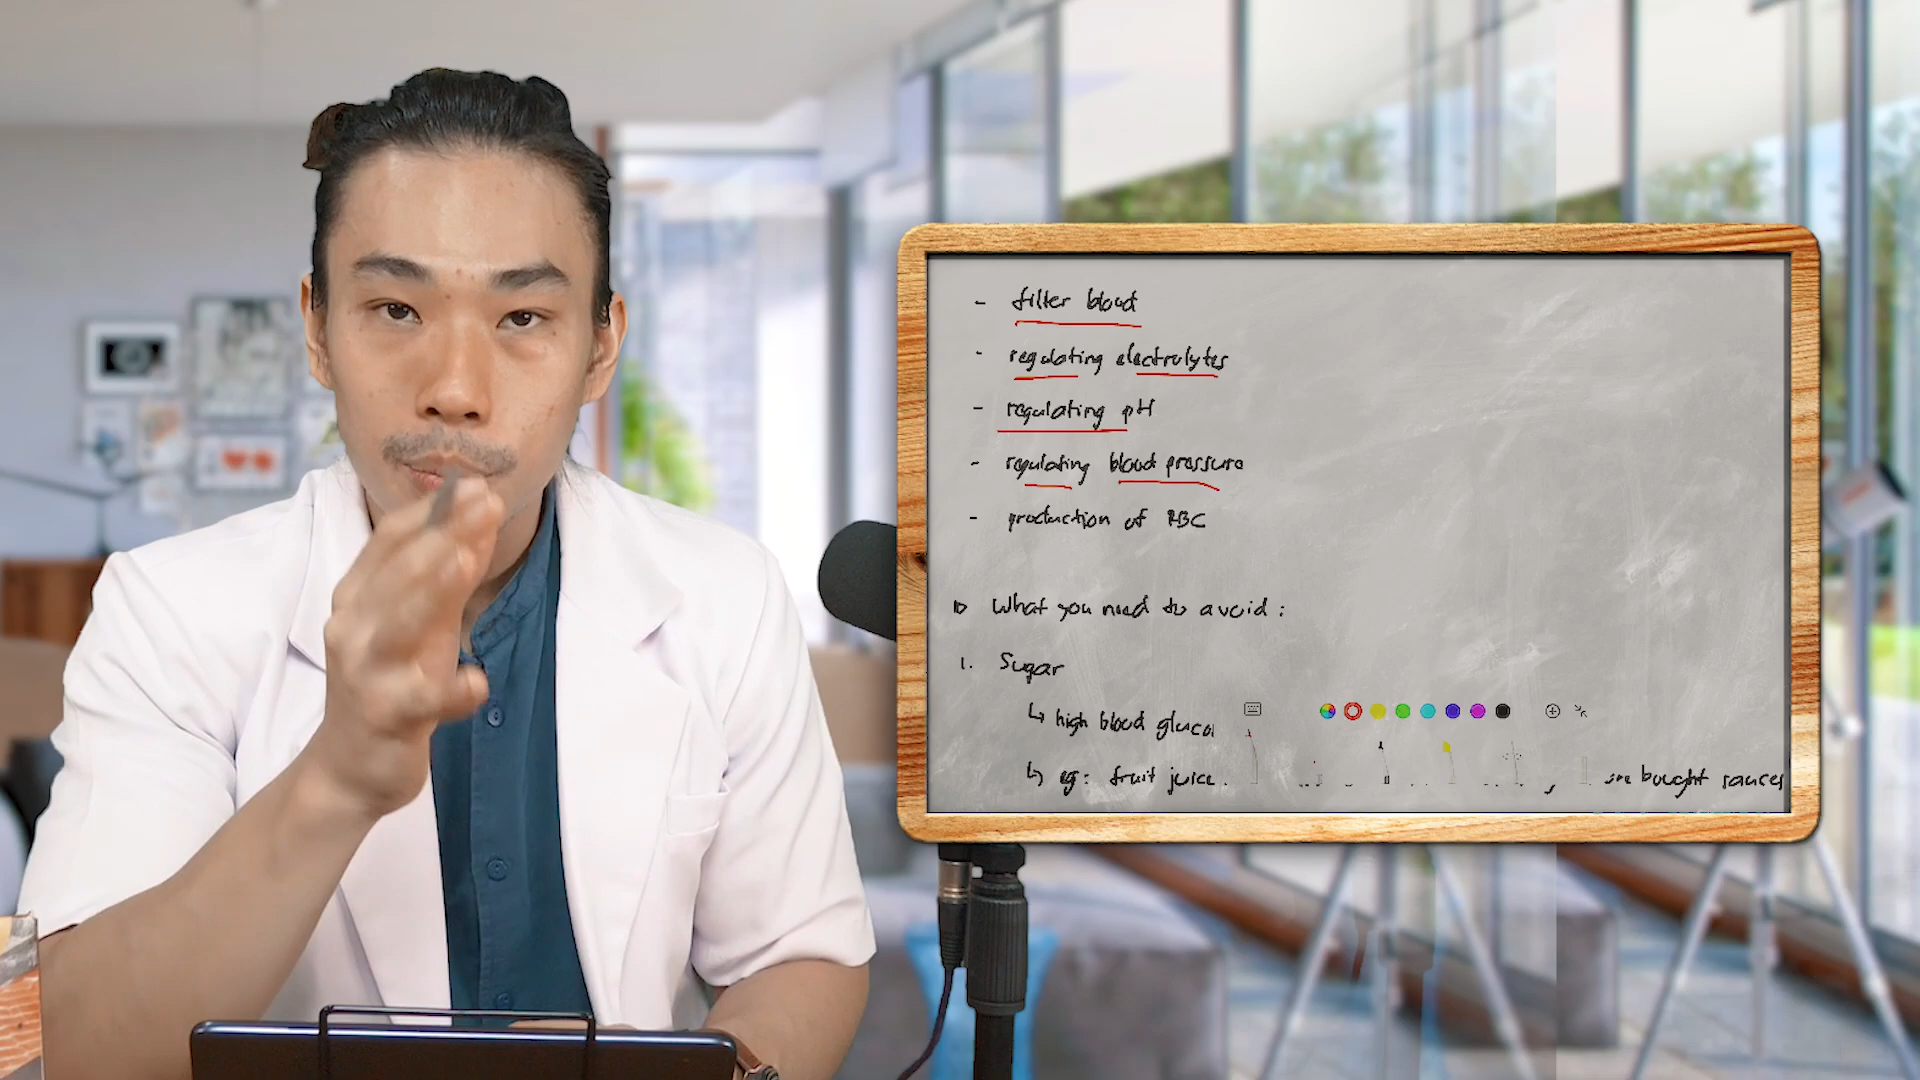 - filter blood
- regulating electrolytes
- regulating pH
- regulating blood pressure
- production of RBC
What you need to avoid:
1. Sugar
↳ high blood
↳ eg: fruit juice. bought sauces